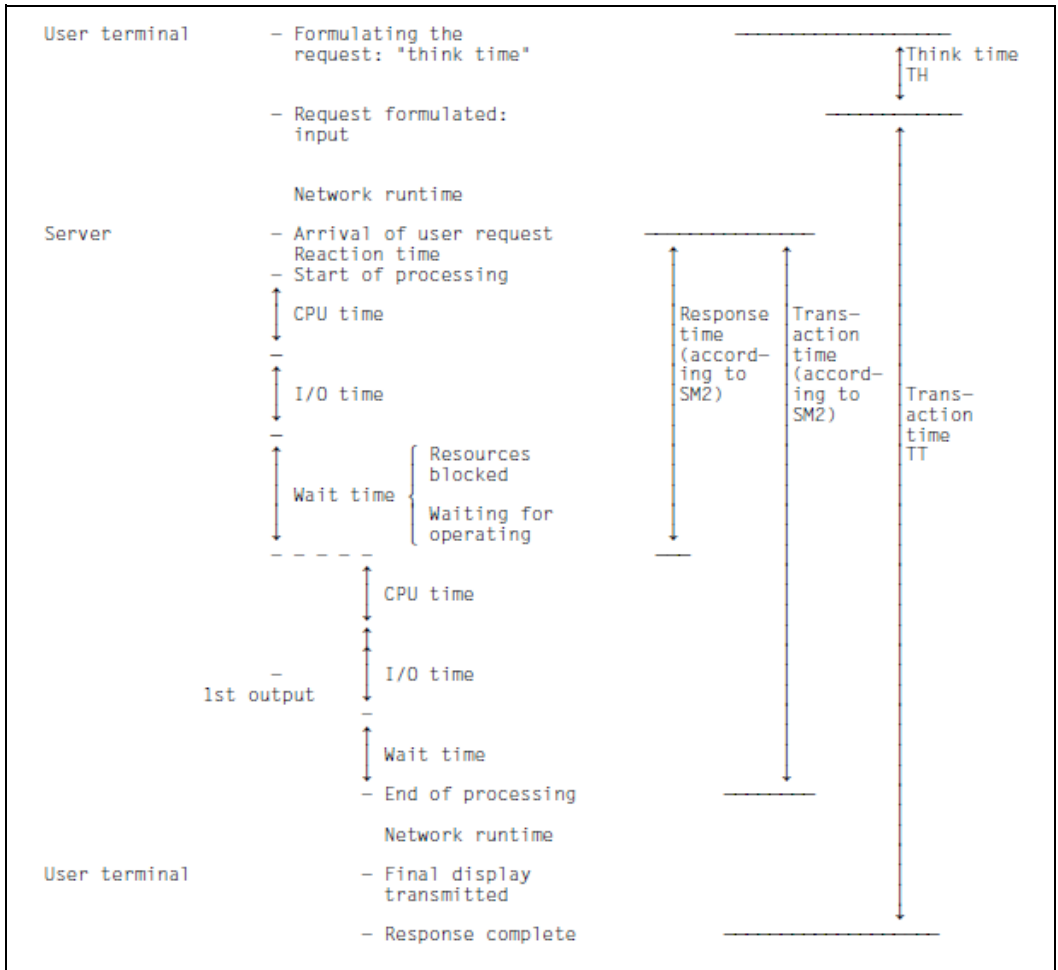 User terminal – Formulating the
request: "think time"
Think time
TH
– Request formulated:
input
Network runtime
Server – Arrival of user request
Reaction time
– Start of processing
CPU time
I/O time
Wait time
Resources
blocked
Waiting for
operating
Response
time
(accord–
ing to
SM2)
Trans–
action
time
(accord–
ing to
SM2)
Trans–
action
time
TT
CPU time
I/O time
1st output
Wait time
– End of processing
Network runtime
User terminal – Final display
transmitted
– Response complete